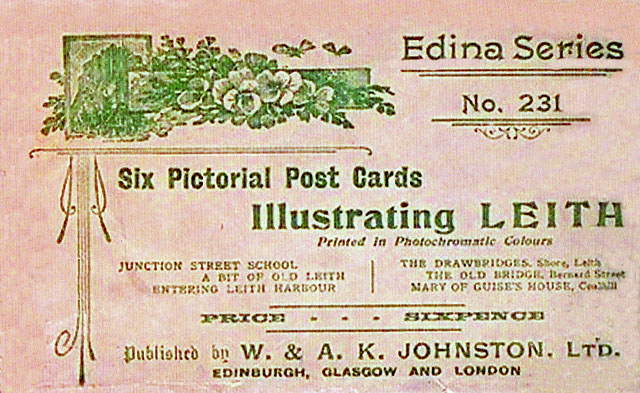 Edina Series
No. 231
Six Pictorial Post Cards
Illustrating LEITH
Printed in Photochromatic Colours
JUNCTION STREET SCHOOL
A BIT OF OLD LEITH
ENTERING LEITH HARBOUR
THE DRAWBRIDGES, Shore, Leith
THE OLD BRIDGE, Bernard Street
MARY OF GUISE'S HOUSE, Coalhill
PRICE - - - SIXPENCE
Published by W. & A. K. JOHNSTON. LTD.
EDINBURGH, GLASGOW AND LONDON